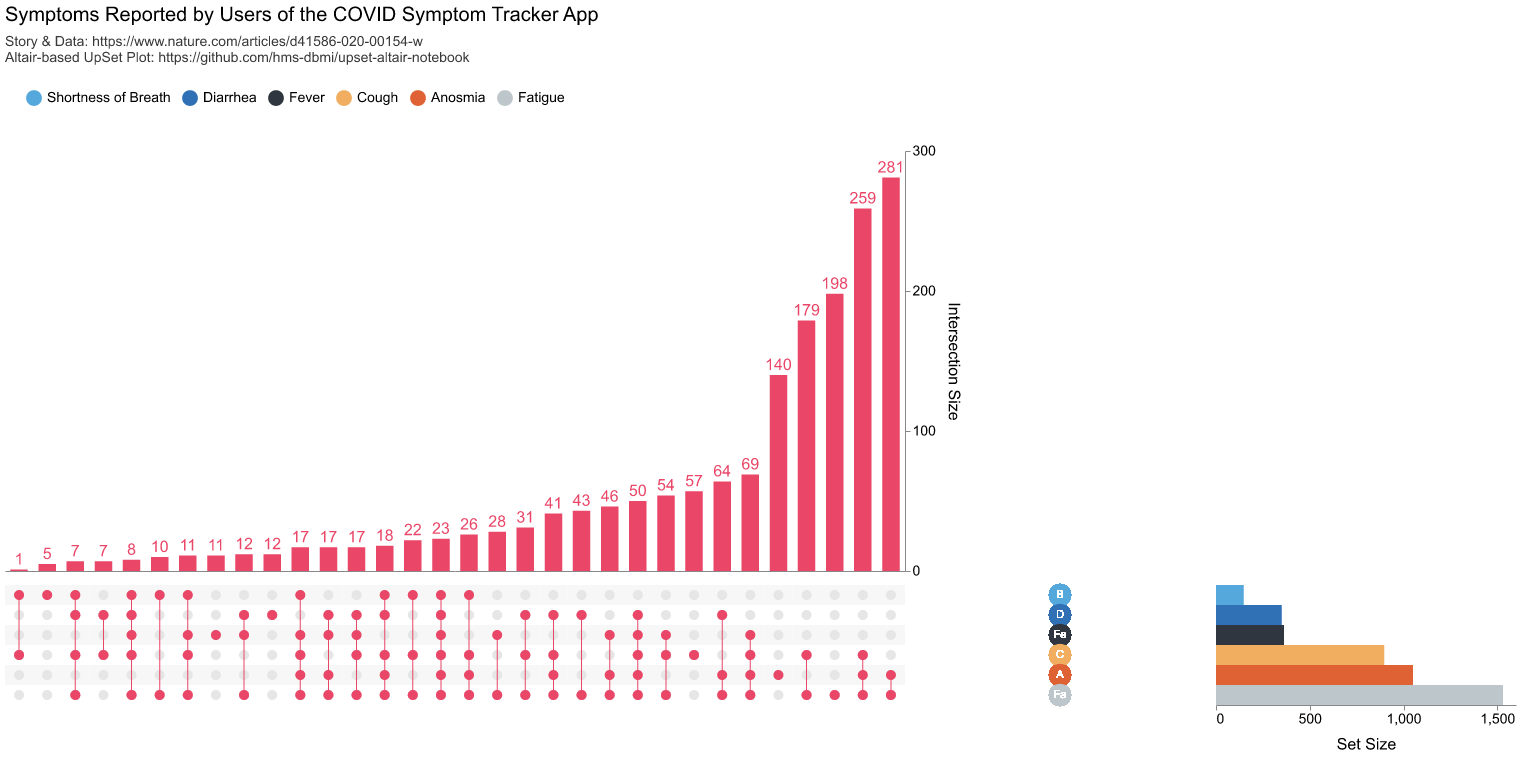 Symptoms Reported by Users of the COVID Symptom Tracker App
Story & Data: https://www.nature.com/articles/d41586-020-00154-w
Altair-based UpSet Plot: https://github.com/hms-dbmi/upset-altair-notebook
Shortness of Breath Diarrhea Fever Cough Anosmia Fatigue
300
281
259
200
198
179
140
100
1 5 7 7 8 10 11 11 12 12 17 17 17 18 22 23 26 28 31 41 43 46 50 54 57 64 69
0
Intersection Size
B
D
Fe
C
A
Fa
0 500 1,000 1,500
Set Size